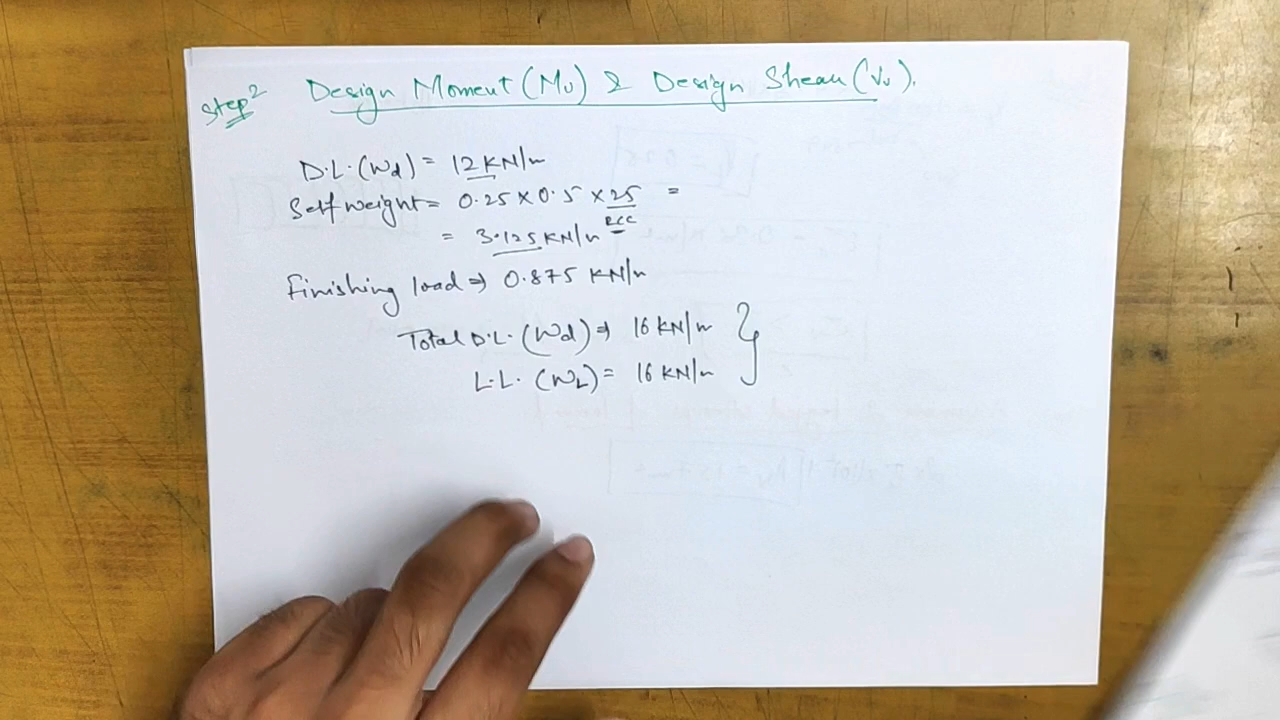 Step 2 Design Moment (Mu) & Design Shear (Vu).
D.L. (Wd) = 12 KN/m
Self weight = 0.25 × 0.5 × 25 =
RCC
= 3.125 KN/m
Finishing load ⇒ 0.875 KN/m
Total D.L. (Wd) ⇒ 16 KN/m
L.L. (WL) = 16 KN/m